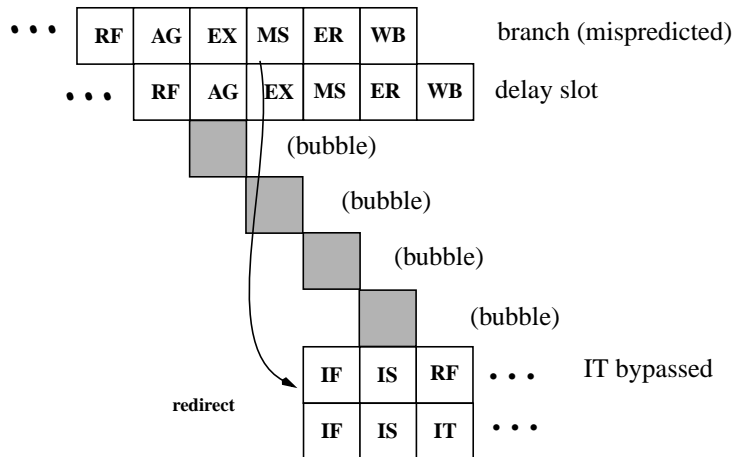 • • • RF AG EX MS ER WB branch (mispredicted)
• • • RF AG EX MS ER WB delay slot
(bubble)
(bubble)
(bubble)
(bubble)
IF IS RF • • • IT bypassed
redirect
IF IS IT • • •